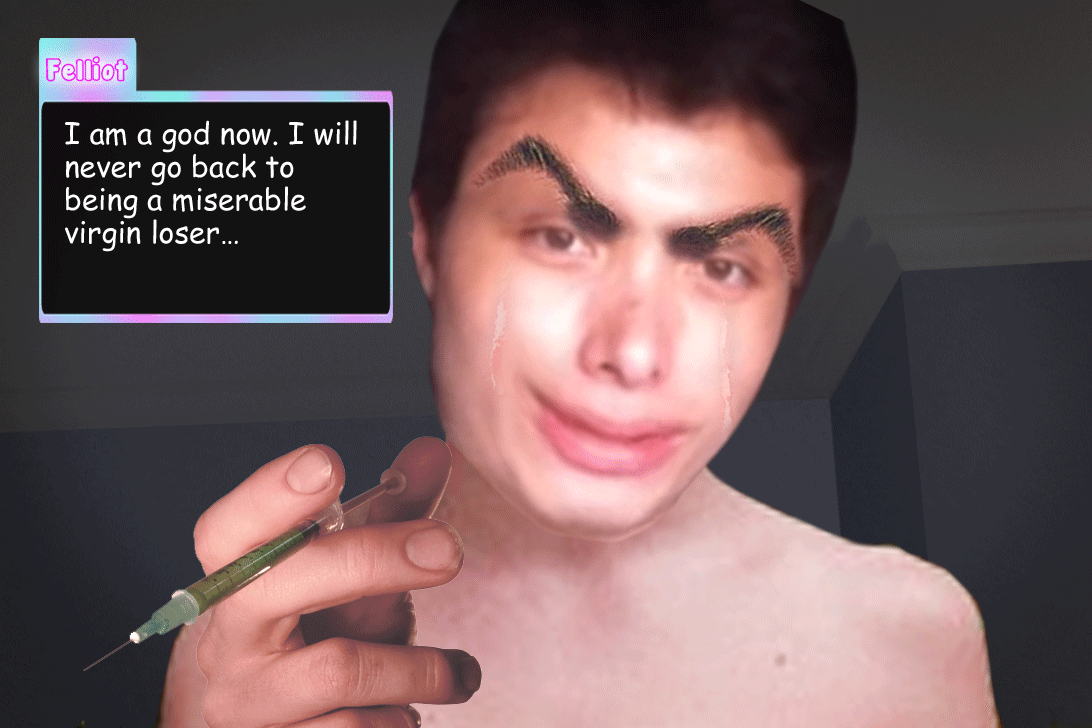 Felliot
I am a god now. I will
never go back to
being a miserable
virgin loser…